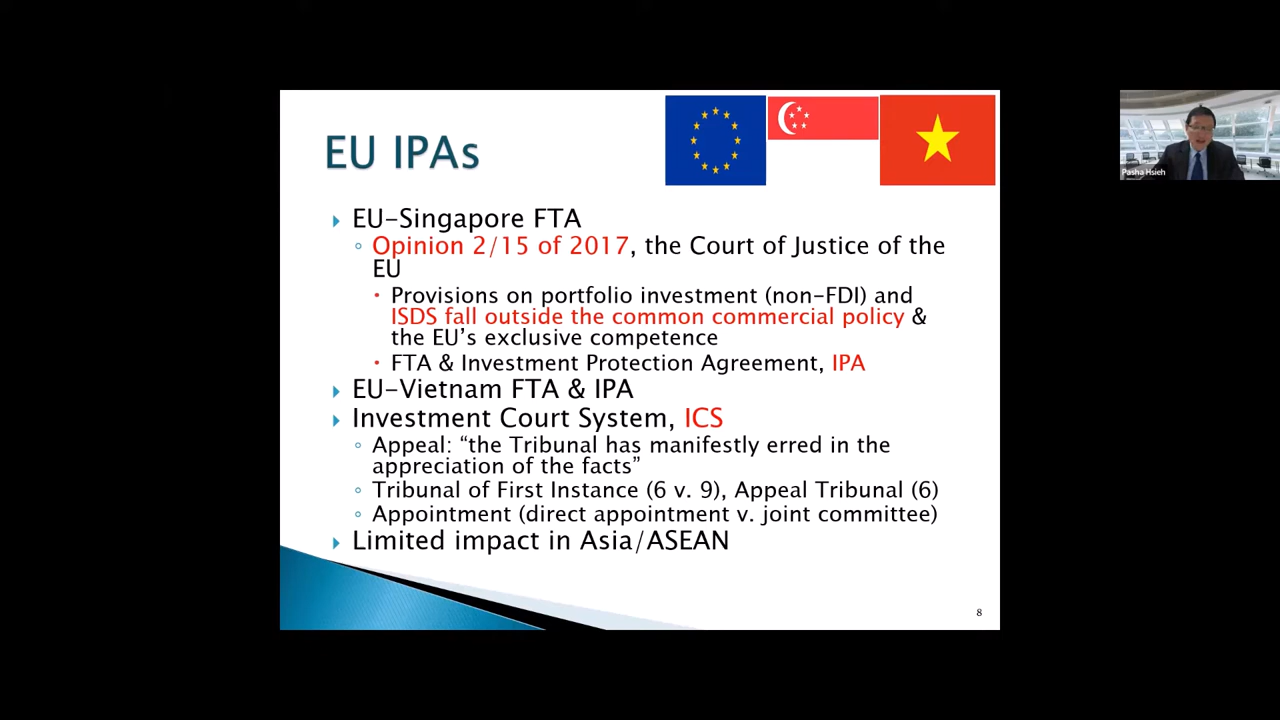 EU IPAs
EU-Singapore FTA
Opinion 2/15 of 2017, the Court of Justice of the
EU
Provisions on portfolio investment (non-FDI) and
ISDS fall outside the common commercial policy &
the EU's exclusive competence
FTA & Investment Protection Agreement, IPA
EU-Vietnam FTA & IPA
Investment Court System, ICS
Appeal: “the Tribunal has manifestly erred in the
appreciation of the facts”
Tribunal of First Instance (6 v. 9), Appeal Tribunal (6)
Appointment (direct appointment v. joint committee)
Limited impact in Asia/ASEAN
8
Pasha Hsieh